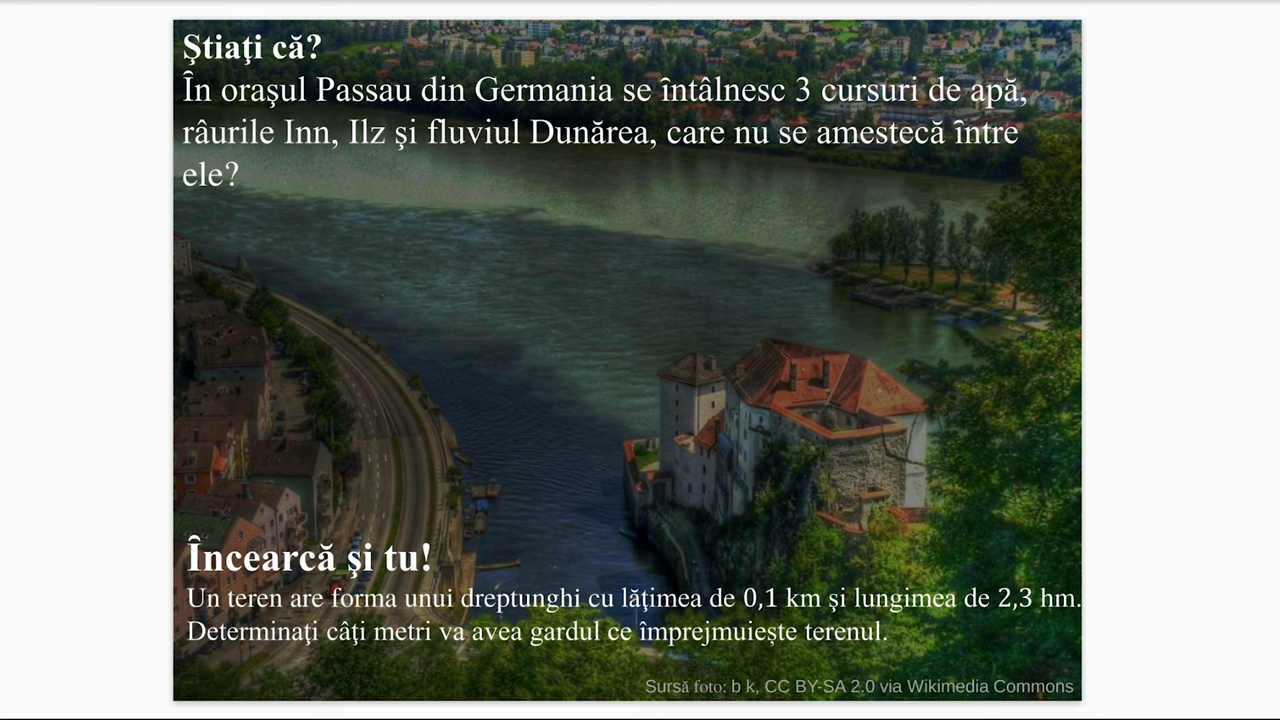 Ştiaţi că?
În oraşul Passau din Germania se întâlnesc 3 cursuri de apă,
râurile Inn, Ilz şi fluviul Dunărea, care nu se amestecă între
ele?
Încearcă şi tu!
Un teren are forma unui dreptunghi cu lăţimea de 0,1 km și lungimea de 2,3 hm.
Determinaţi câţi metri va avea gardul ce împrejmuiește terenul.
Sursă foto: b k, CC BY-SA 2.0 via Wikimedia Commons